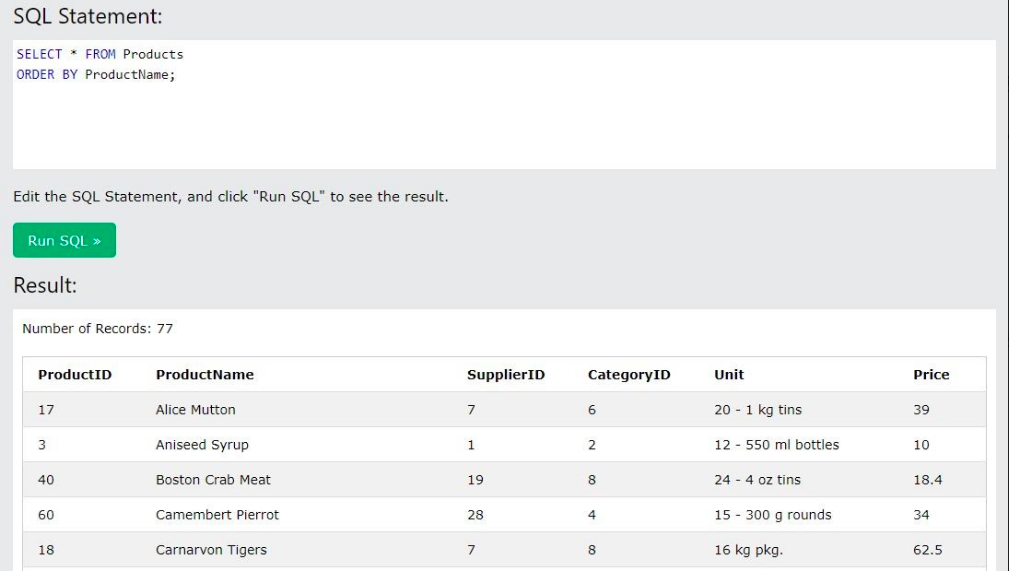 SQL Statement:
SELECT * FROM Products
ORDER BY ProductName;
Edit the SQL Statement, and click "Run SQL" to see the result.
Run SQL »
Result:
Number of Records: 77
ProductID ProductName SupplierID CategoryID Unit Price
17 Alice Mutton 7 6 20 - 1 kg tins 39
3 Aniseed Syrup 1 2 12 - 550 ml bottles 10
40 Boston Crab Meat 19 8 24 - 4 oz tins 18.4
60 Camembert Pierrot 28 4 15 - 300 g rounds 34
18 Carnarvon Tigers 7 8 16 kg pkg. 62.5